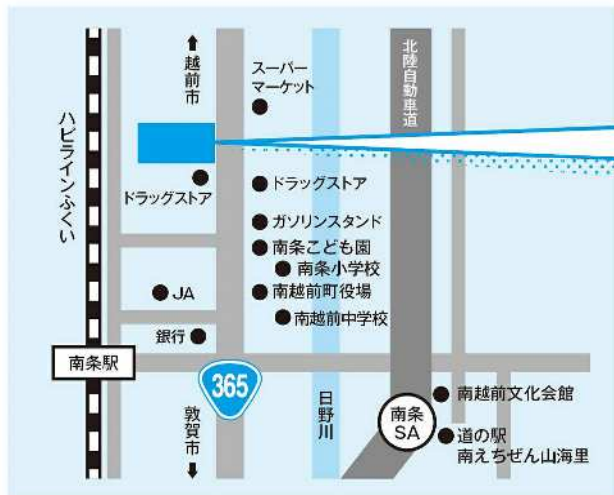 越前市
スーパー
マーケット
北陸自動車道
ハピラインふくい
ドラッグストア
ドラッグストア
ガソリンスタンド
南条こども園
南条小学校
JA
南越前町役場
南越前中学校
銀行
南条駅
365
日野川
敦賀市
南条
SA
南越前文化会館
道の駅
南えちぜん山海里